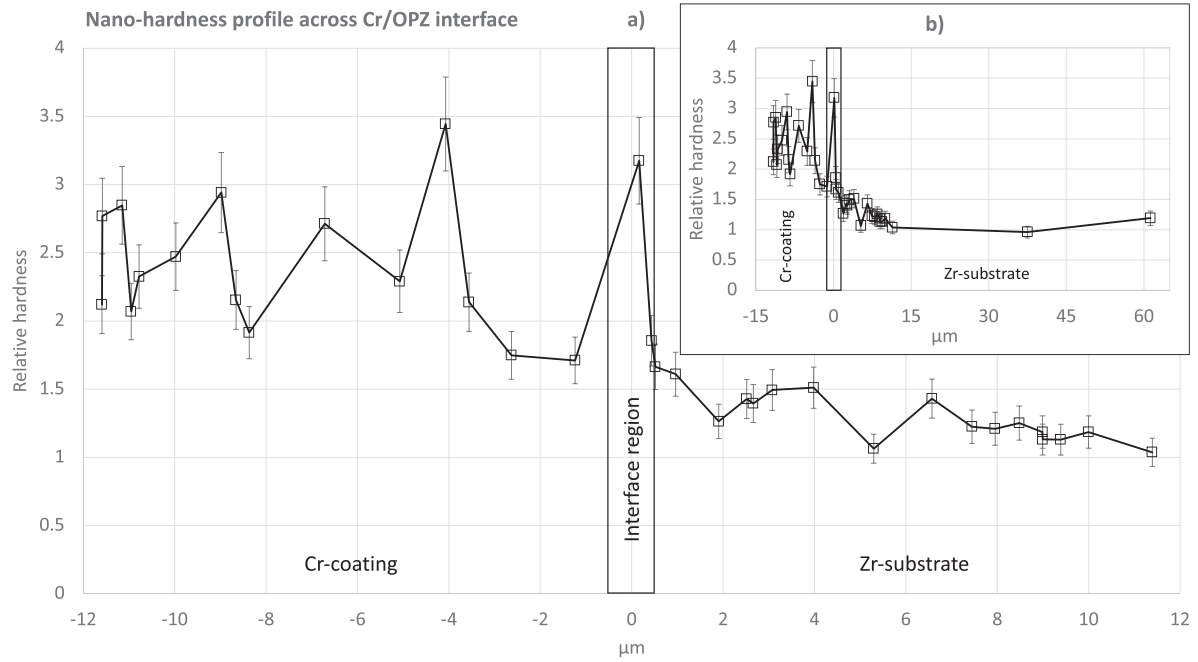 Nano-hardness profile across Cr/OPZ interface
a)
4
3.5
3
2.5
2
1.5
1
0.5
0
Relative hardness
-12 -10 -8 -6 -4 -2 0 2 4 6 8 10 12
μm
Cr-coating
Interface region
Zr-substrate
b)
4
3.5
3
2.5
2
1.5
1
0.5
0
Relative hardness
Cr-coating
Zr-substrate
-15 0 15 30 45 60
μm